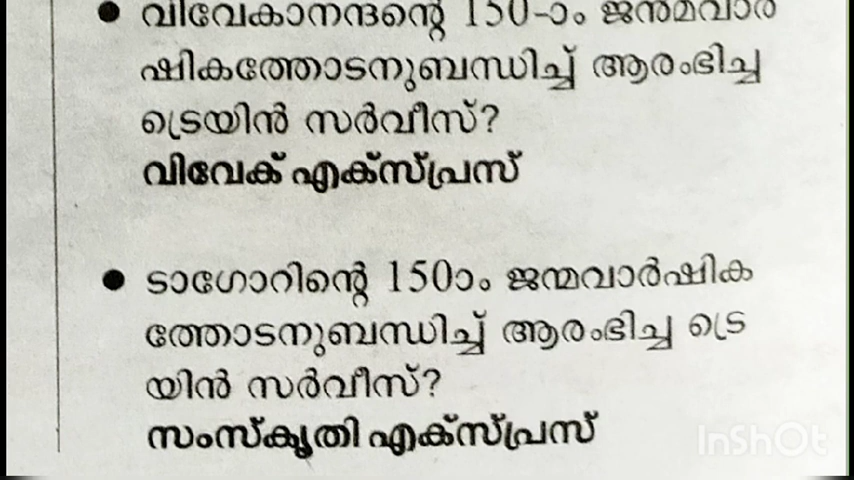 ● വിവേകാനന്ദന്റെ 150-ാം ജന്മവാർ
ഷികത്തോടനുബന്ധിച്ച് ആരംഭിച്ച
ട്രെയിൻ സർവീസ്?
വിവേക് എക്സ്പ്രസ്
● ടാഗോറിന്റെ 150ാം ജന്മവാർഷിക
ത്തോടനുബന്ധിച്ച് ആരംഭിച്ച ട്രെ
യിൻ സർവീസ്?
സംസ്കൃതി എക്സ്പ്രസ്
InShOt